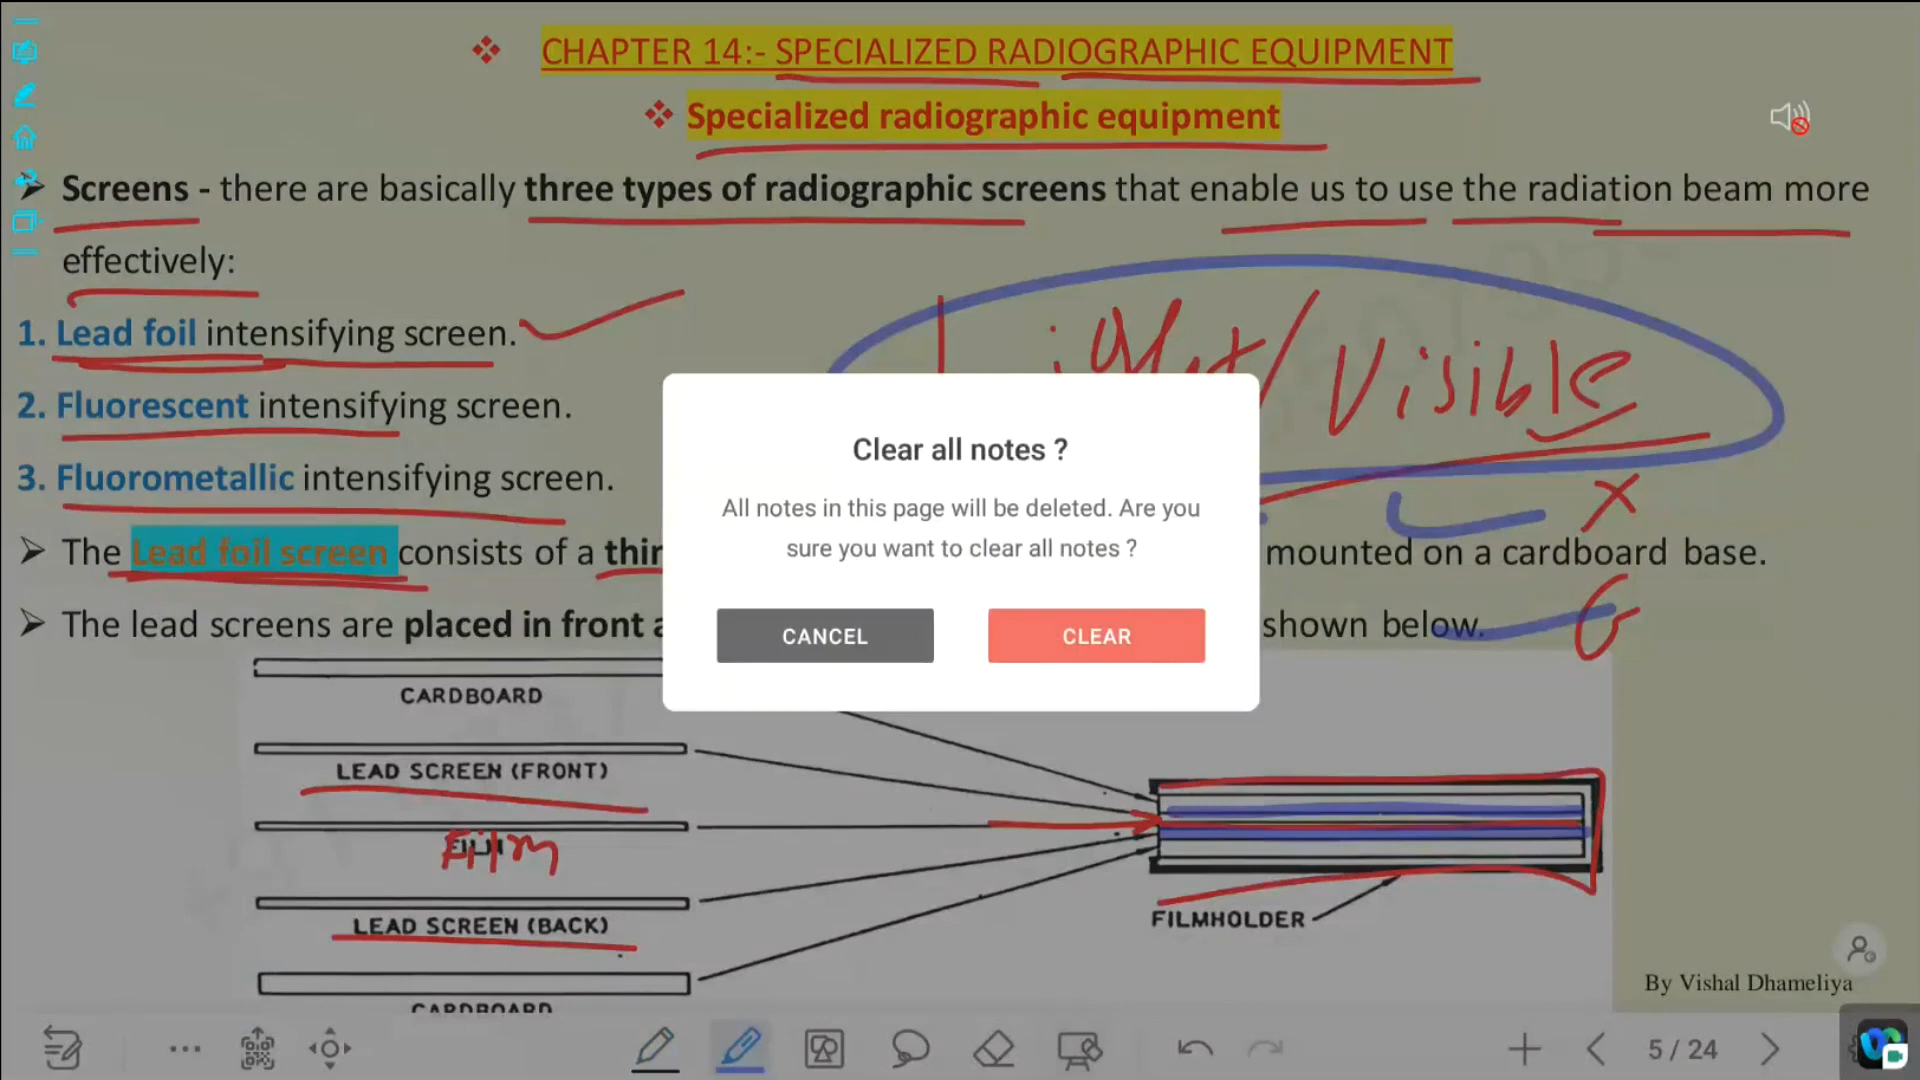 ❖ CHAPTER 14:- SPECIALIZED RADIOGRAPHIC EQUIPMENT
❖ Specialized radiographic equipment
➢ Screens - there are basically three types of radiographic screens that enable us to use the radiation beam more
effectively:
1. Lead foil intensifying screen.
Light/Visible
2. Fluorescent intensifying screen.
3. Fluorometallic intensifying screen.
X
➢ The Lead foil screen consists of a thin mounted on a cardboard base.
G
➢ The lead screens are placed in front shown below.
Clear all notes ?
All notes in this page will be deleted. Are you
sure you want to clear all notes ?
CANCEL
CLEAR
CARDBOARD
LEAD SCREEN (FRONT)
Film
LEAD SCREEN (BACK)
CARDBOARD
FILMHOLDER
By Vishal Dhameliya
5 / 24